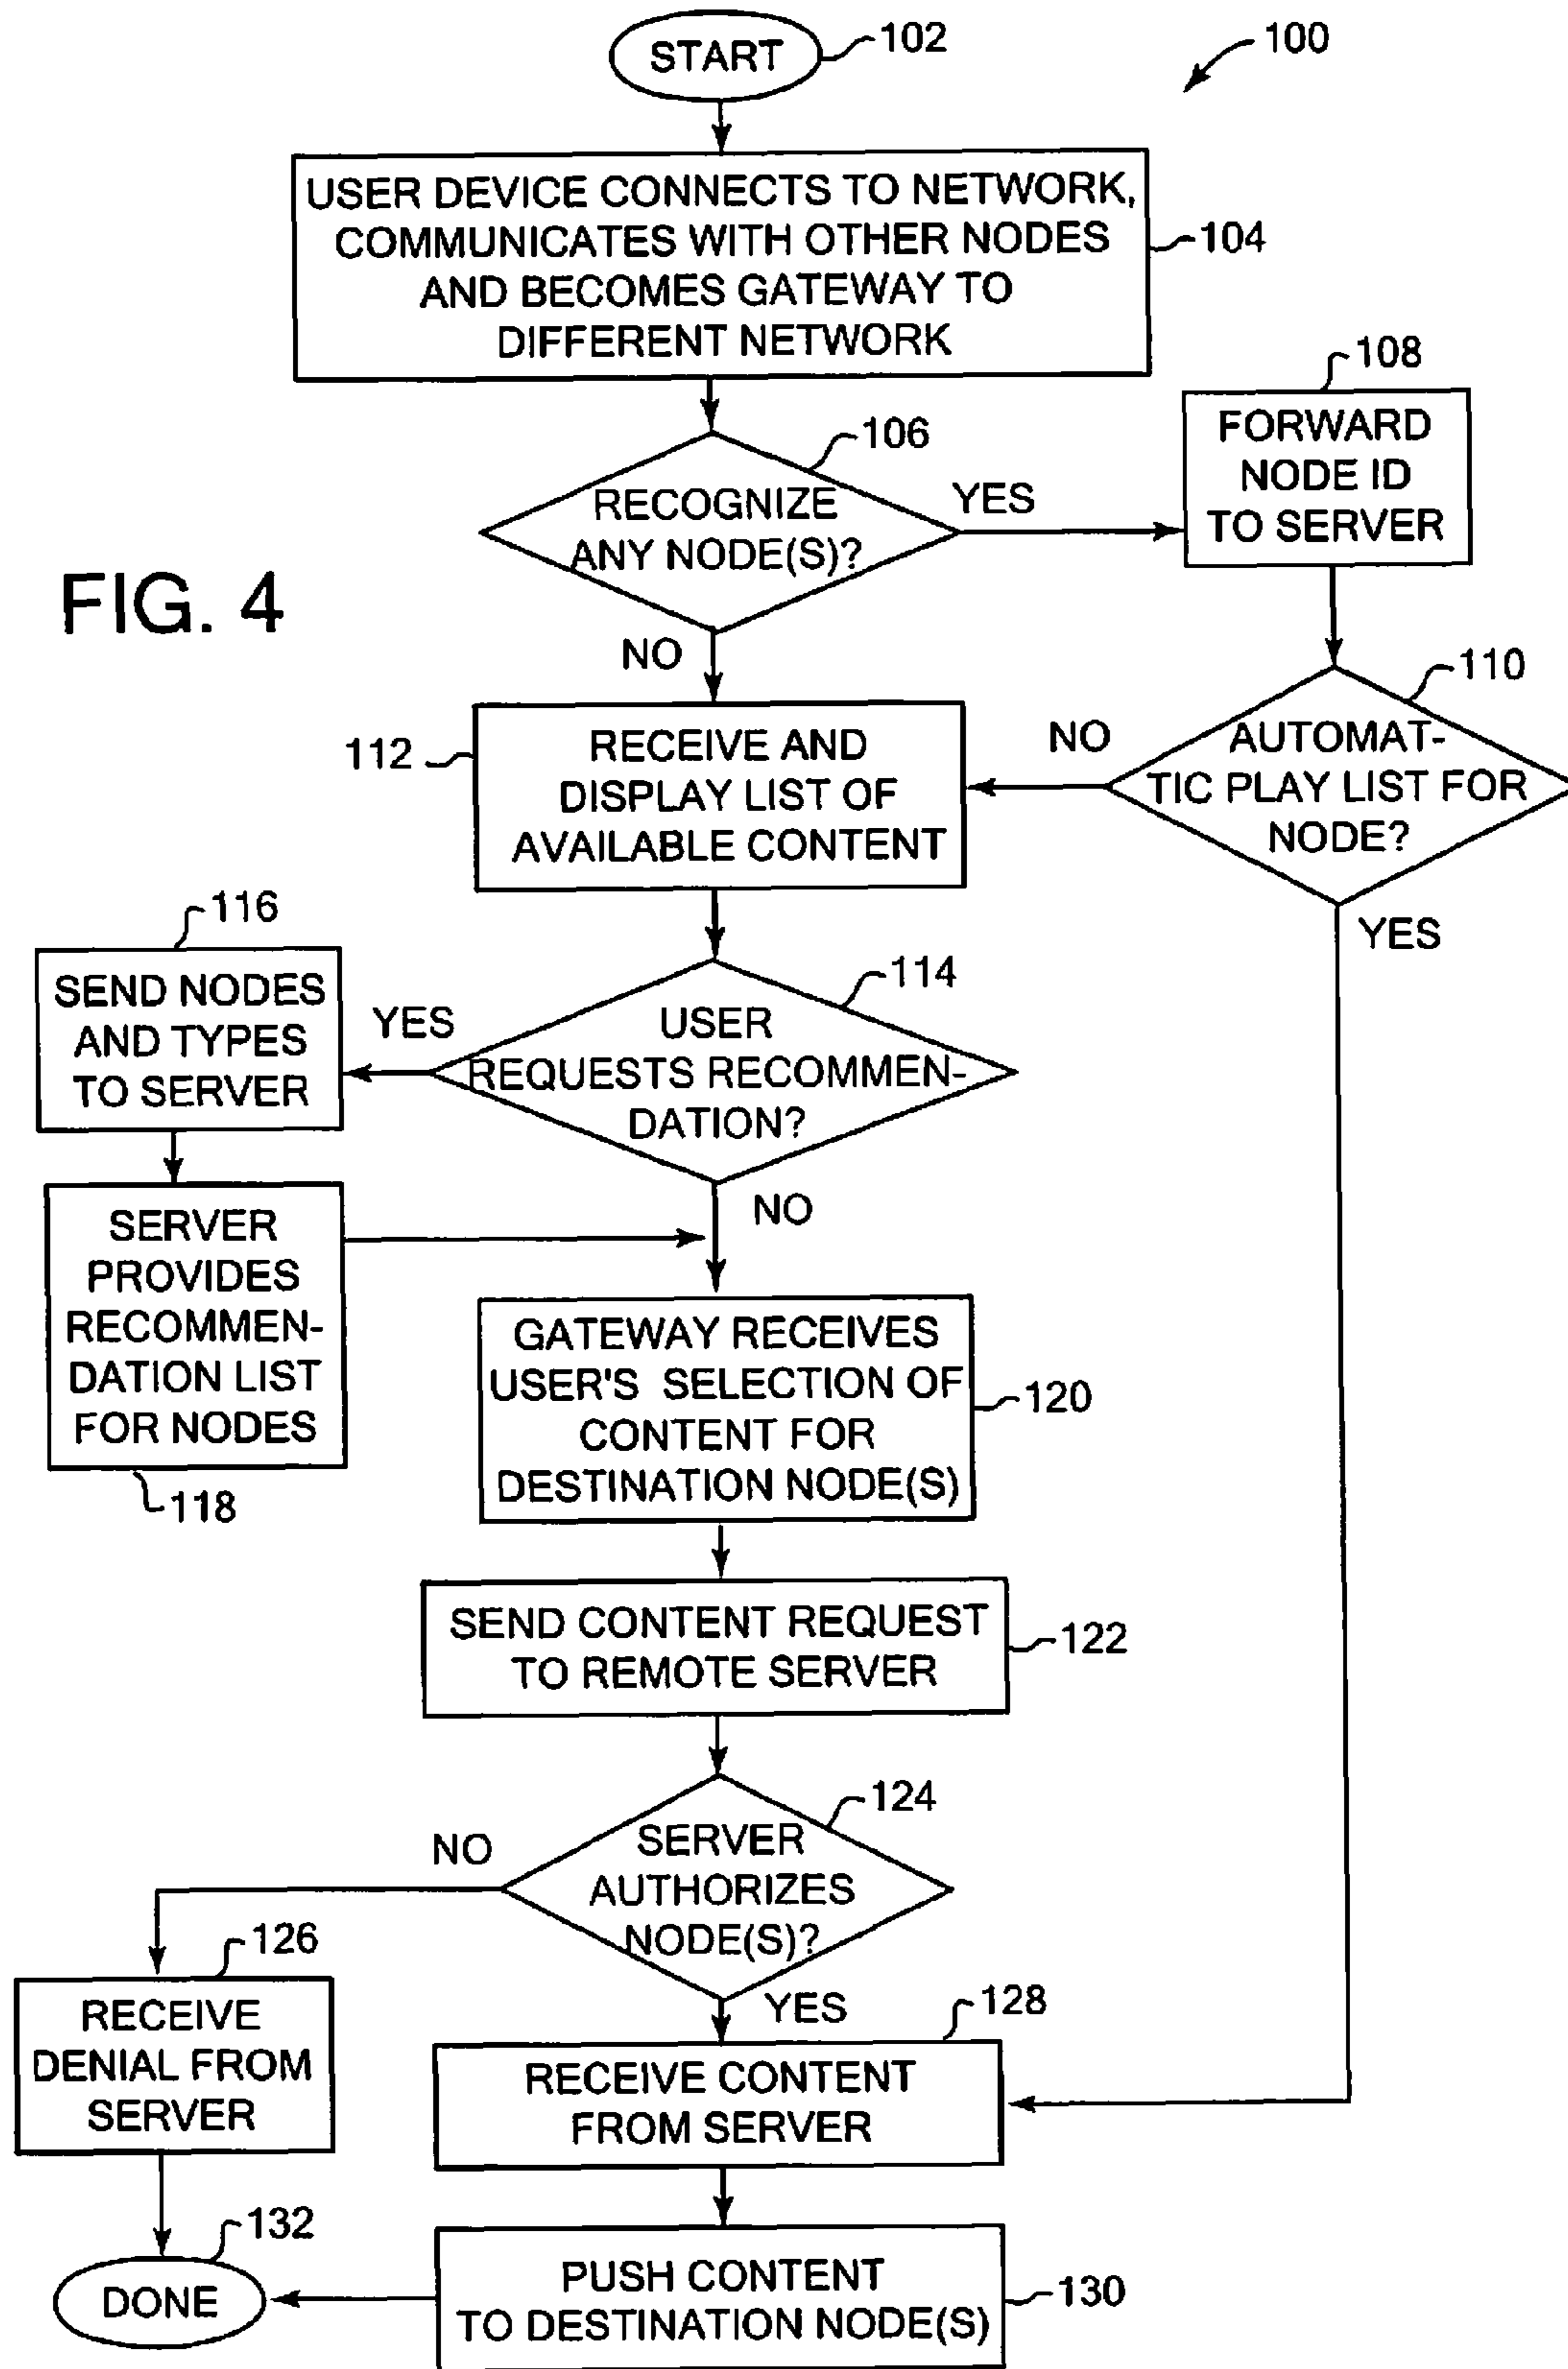 START
102
100
USER DEVICE CONNECTS TO NETWORK,
COMMUNICATES WITH OTHER NODES
AND BECOMES GATEWAY TO
DIFFERENT NETWORK
104
106
RECOGNIZE
ANY NODE(S)?
YES
NO
108
FORWARD
NODE ID
TO SERVER
FIG. 4
110
AUTOMAT-
TIC PLAY LIST FOR
NODE?
NO
YES
112
RECEIVE AND
DISPLAY LIST OF
AVAILABLE CONTENT
114
USER
REQUESTS RECOMMEN-
DATION?
YES
NO
116
SEND NODES
AND TYPES
TO SERVER
SERVER
PROVIDES
RECOMMEN-
DATION LIST
FOR NODES
118
GATEWAY RECEIVES
USER'S SELECTION OF
CONTENT FOR
DESTINATION NODE(S)
120
SEND CONTENT REQUEST
TO REMOTE SERVER
122
124
SERVER
AUTHORIZES
NODE(S)?
NO
YES
126
RECEIVE
DENIAL FROM
SERVER
128
RECEIVE CONTENT
FROM SERVER
PUSH CONTENT
TO DESTINATION NODE(S)
130
132
DONE